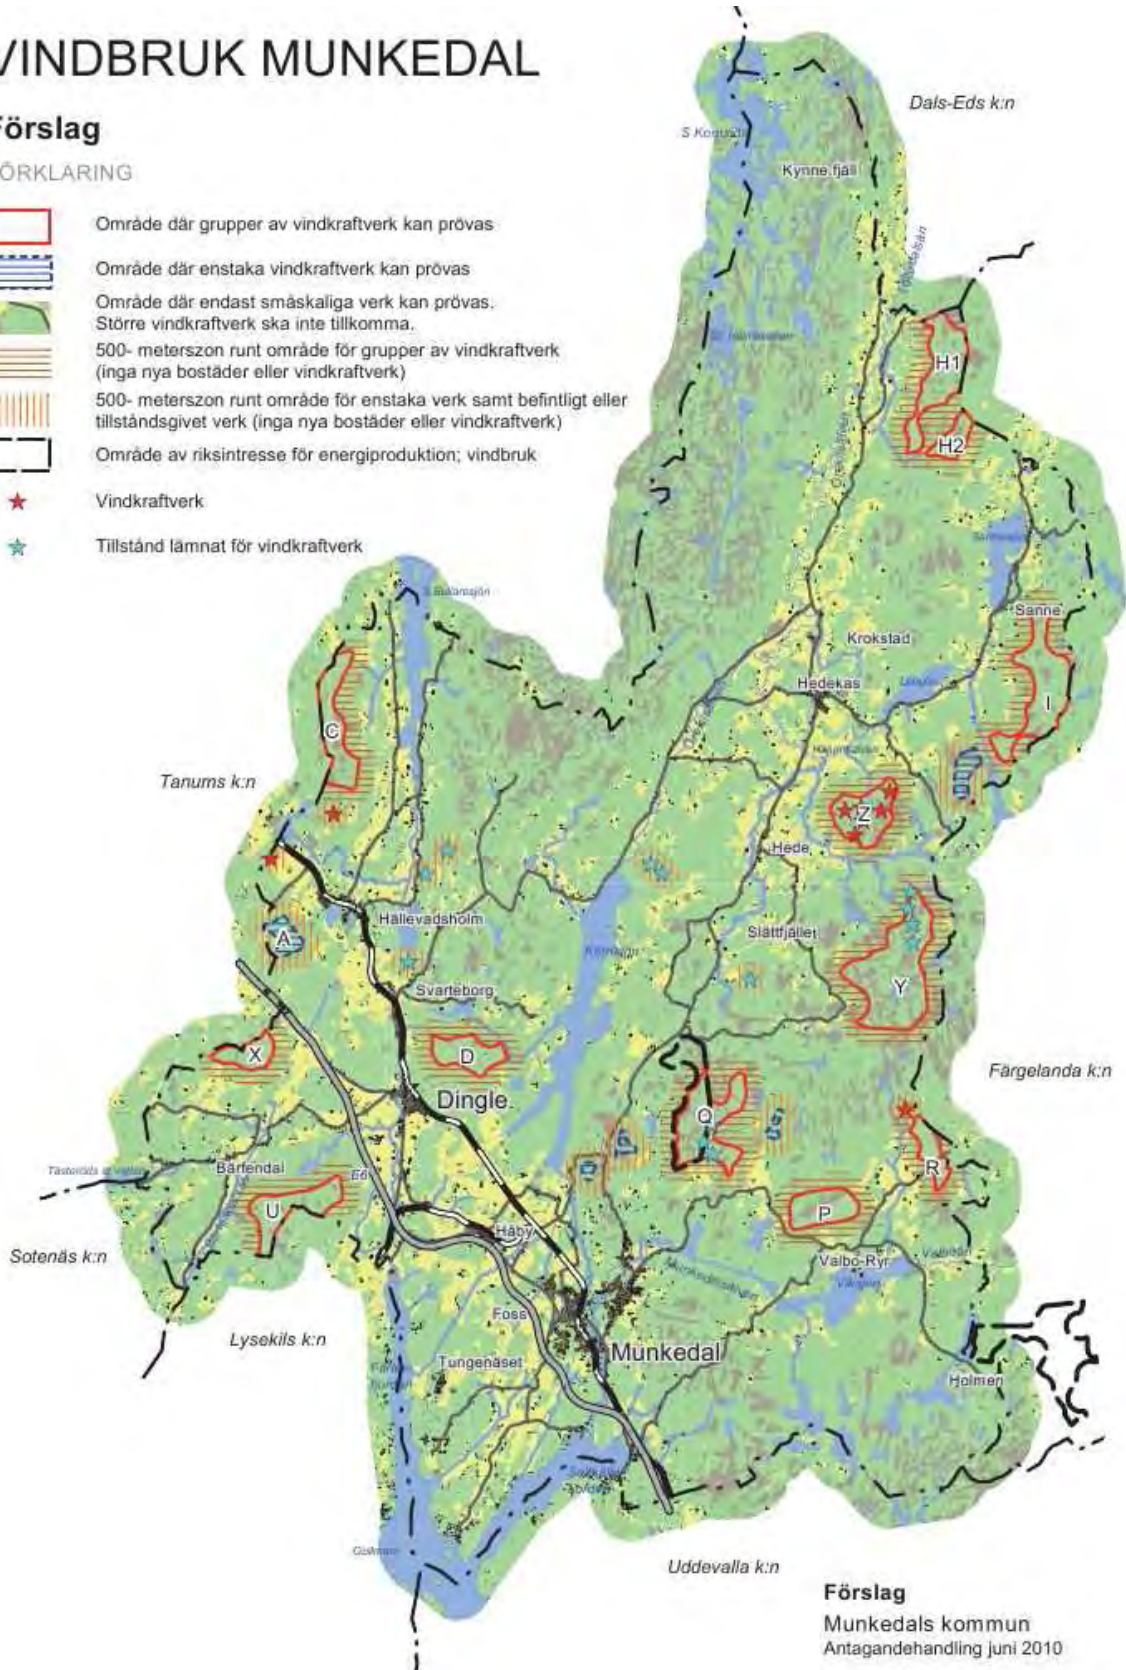 VINDBRUK MUNKEDAL
Förslag
FÖRKLARING
Område där grupper av vindkraftverk kan prövas
Område där enstaka vindkraftverk kan prövas
Område där endast småskaliga verk kan prövas.
Större vindkraftverk ska inte tillkomma.
500- meterszon runt område för grupper av vindkraftverk
(inga nya bostäder eller vindkraftverk)
500- meterszon runt område för enstaka verk samt befintligt eller
tillståndsgivet verk (inga nya bostäder eller vindkraftverk)
Område av riksintresse för energiproduktion; vindbruk
Vindkraftverk
Tillstånd lämnat för vindkraftverk
Dals-Eds k:n
Kynne fjäll
H1
H2
S Bullaresjön
Sanne
Krokstad
Hedekas
I
C
Tanums k:n
Z
Hede
Hällevadsholm
A
Slättfjället
Svarteborg
Y
X
D
Färgelanda k:n
Dingle
Q
Bärfendal
E6
R
U
P
Håby
Sotenäs k:n
Valbo-Ryr
Valboån
Viksjön
Foss
Lysekils k:n
Munkedal
Tungenäset
Holmen
Uddevalla k:n
Förslag
Munkedals kommun
Antagandehandling juni 2010